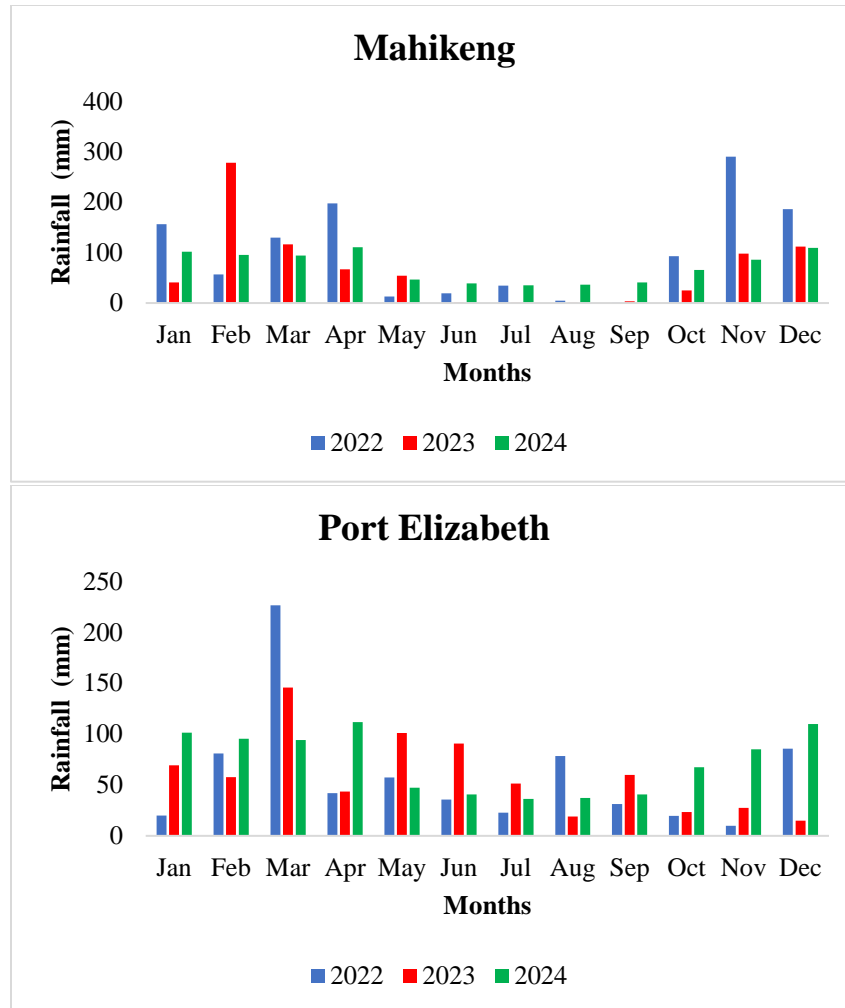 Mahikeng
400
300
200
100
0
Rainfall (mm)
Jan Feb Mar Apr May Jun Jul Aug Sep Oct Nov Dec
Months
2022 2023 2024
Port Elizabeth
250
200
150
100
50
0
Rainfall (mm)
Jan Feb Mar Apr May Jun Jul Aug Sep Oct Nov Dec
Months
2022 2023 2024